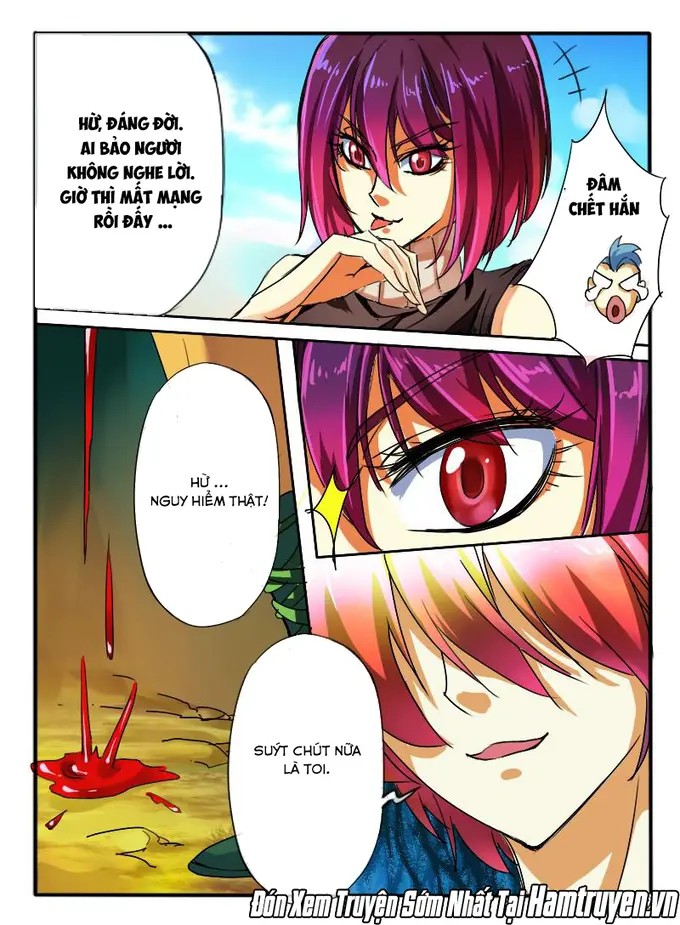 HỪ, ĐÁNG ĐỜI.
AI BẢO NGƯƠI
KHÔNG NGHE LỜI.
GIỜ THÌ MẤT MẠNG
RỒI ĐẤY ...
ĐÂM
CHẾT HẮN
HỪ ...
NGUY HIỂM THẬT!
SUÝT CHÚT NỮA
LÀ TOI.
Đón Xem Truyện Sớm Nhất Tại Hamtruyen.vn